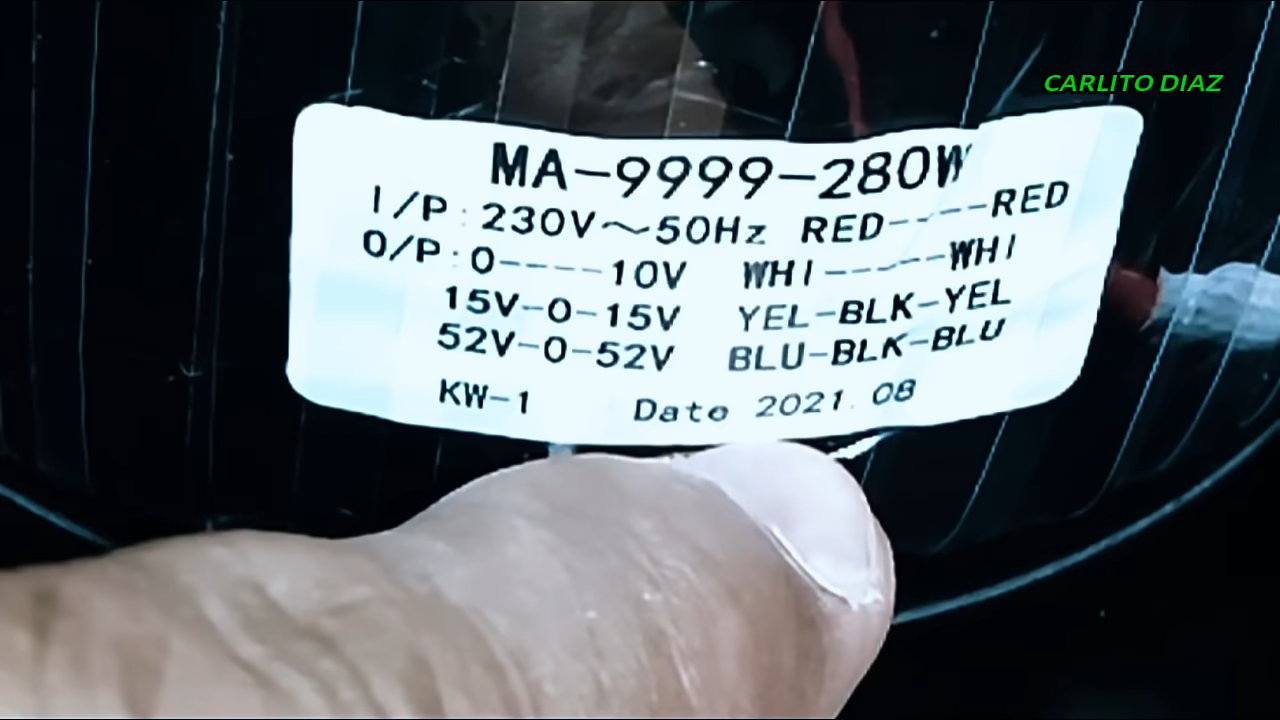 CARLITO DIAZ
MA-9999-280W
I/P:230V~50Hz RED-----RED
O/P:0----10V WHI-----WHI
15V-0-15V YEL-BLK-YEL
52V-0-52V BLU-BLK-BLU
KW-1 Date 2021.08